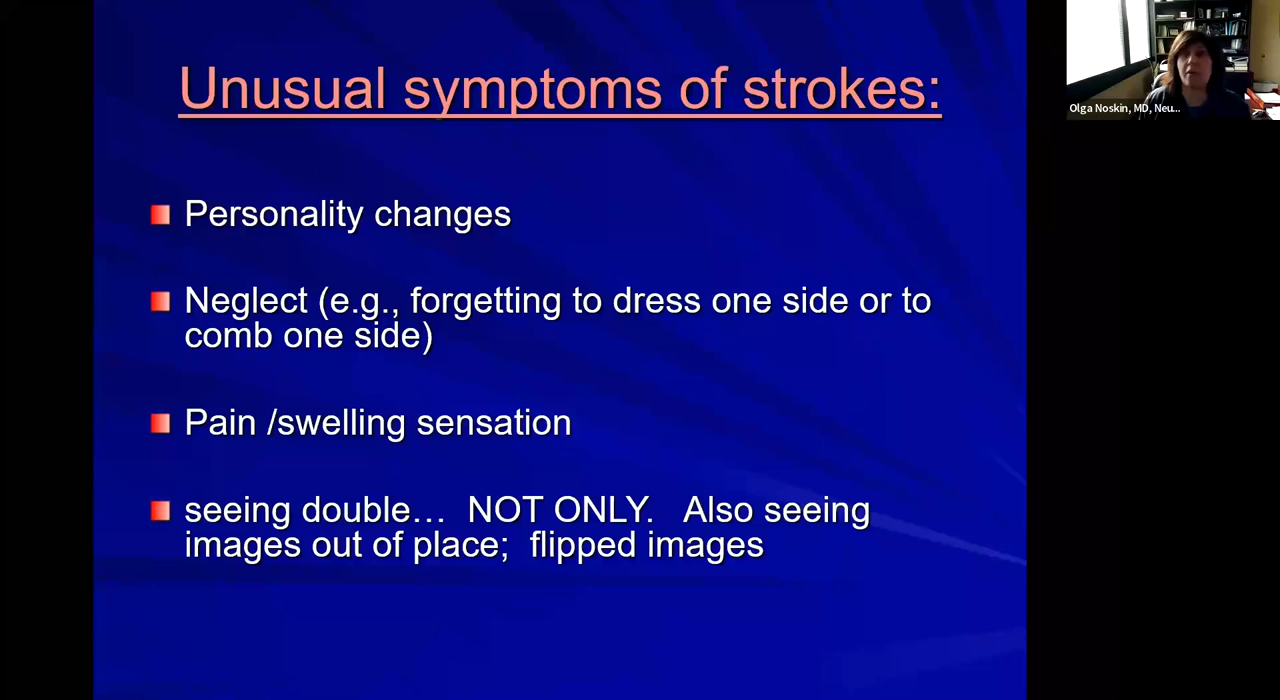 Unusual symptoms of strokes:
Personality changes
Neglect (e.g., forgetting to dress one side or to
comb one side)
Pain /swelling sensation
seeing double... NOT ONLY. Also seeing
images out of place; flipped images
Olga Noskin, MD, Neu...